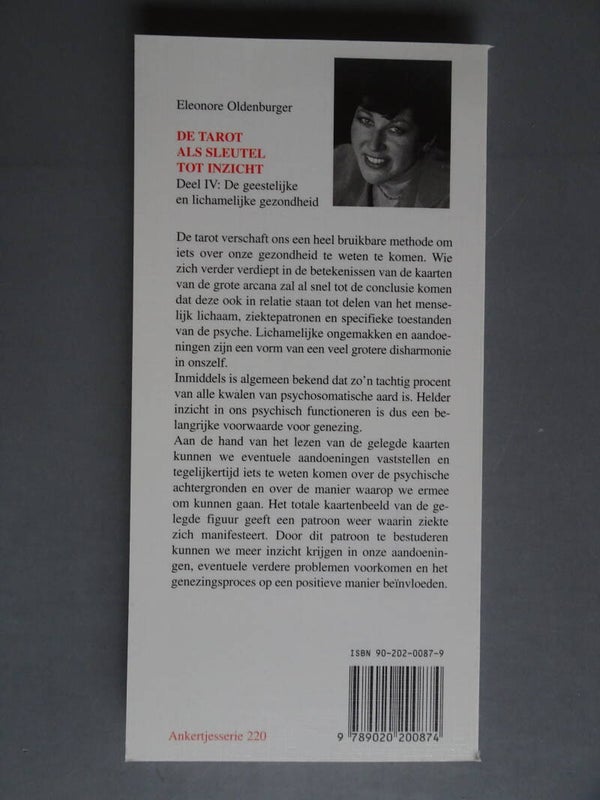 Eleonore Oldenburger
DE TAROT
ALS SLEUTEL
TOT INZICHT
Deel IV: De geestelijke
en lichamelijke gezondheid
De tarot verschaft ons een heel bruikbare methode om
iets over onze gezondheid te weten te komen. Wie
zich verder verdiept in de betekenissen van de kaarten
van de grote arcana zal al snel tot de conclusie komen
dat deze ook in relatie staan tot delen van het mense-
lijk lichaam, ziektepatronen en specifieke toestanden
van de psyche. Lichamelijke ongemakken en aandoe-
ningen zijn een vorm van een veel grotere disharmonie
in onszelf.
Inmiddels is algemeen bekend dat zo'n tachtig procent
van alle kwalen van psychosomatische aard is. Helder
inzicht in ons psychisch functioneren is dus een be-
langrijke voorwaarde voor genezing.
Aan de hand van het lezen van de gelegde kaarten
kunnen we eventuele aandoeningen vaststellen en
tegelijkertijd iets te weten komen over de psychische
achtergronden en over de manier waarop we ermee
om kunnen gaan. Het totale kaartenbeeld van de ge-
legde figuur geeft een patroon weer waarin ziekte
zich manifesteert. Door dit patroon te bestuderen
kunnen we meer inzicht krijgen in onze aandoenin-
gen, eventuele verdere problemen voorkomen en het
genezingsproces op een positieve manier beïnvloeden.
ISBN 90-202-0087-9
Ankertjesserie 220
9 789020 200874